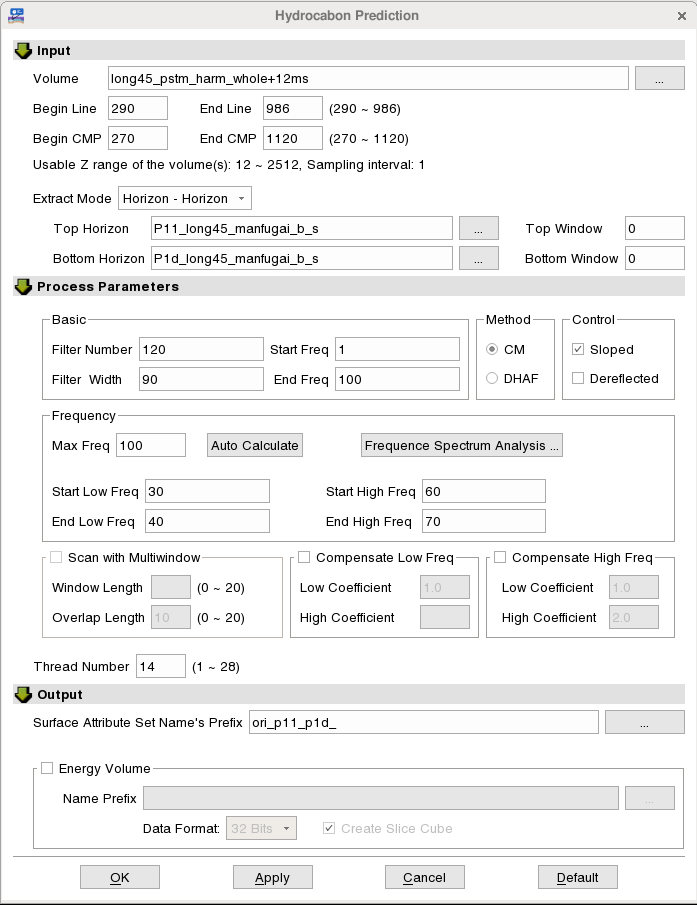 Hydrocabon Prediction
Input
Volume long45_pstm_harm_whole+12ms ...
Begin Line 290 End Line 986 (290 ~ 986)
Begin CMP 270 End CMP 1120 (270 ~ 1120)
Usable Z range of the volume(s): 12 ~ 2512, Sampling interval: 1
Extract Mode Horizon - Horizon
Top Horizon P11_long45_manfugai_b_s ... Top Window 0
Bottom Horizon P1d_long45_manfugai_b_s ... Bottom Window 0
Process Parameters
Basic Method Control
Filter Number 120 Start Freq 1 CM Sloped
Filter Width 90 End Freq 100 DHAF Dereflected
Frequency
Max Freq 100 Auto Calculate Frequence Spectrum Analysis ...
Start Low Freq 30 Start High Freq 60
End Low Freq 40 End High Freq 70
Scan with Multiwindow Compensate Low Freq Compensate High Freq
Window Length (0 ~ 20) Low Coefficient 1.0 Low Coefficient 1.0
Overlap Length 10 (0 ~ 20) High Coefficient High Coefficient 2.0
Thread Number 14 (1 ~ 28)
Output
Surface Attribute Set Name's Prefix ori_p11_p1d_ ...
Energy Volume
Name Prefix ...
Data Format: 32 Bits Create Slice Cube
OK Apply Cancel Default